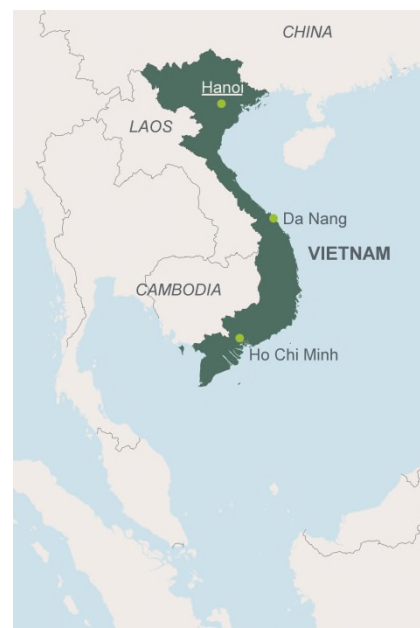 CHINA
Hanoi
LAOS
Da Nang
VIETNAM
CAMBODIA
Ho Chi Minh